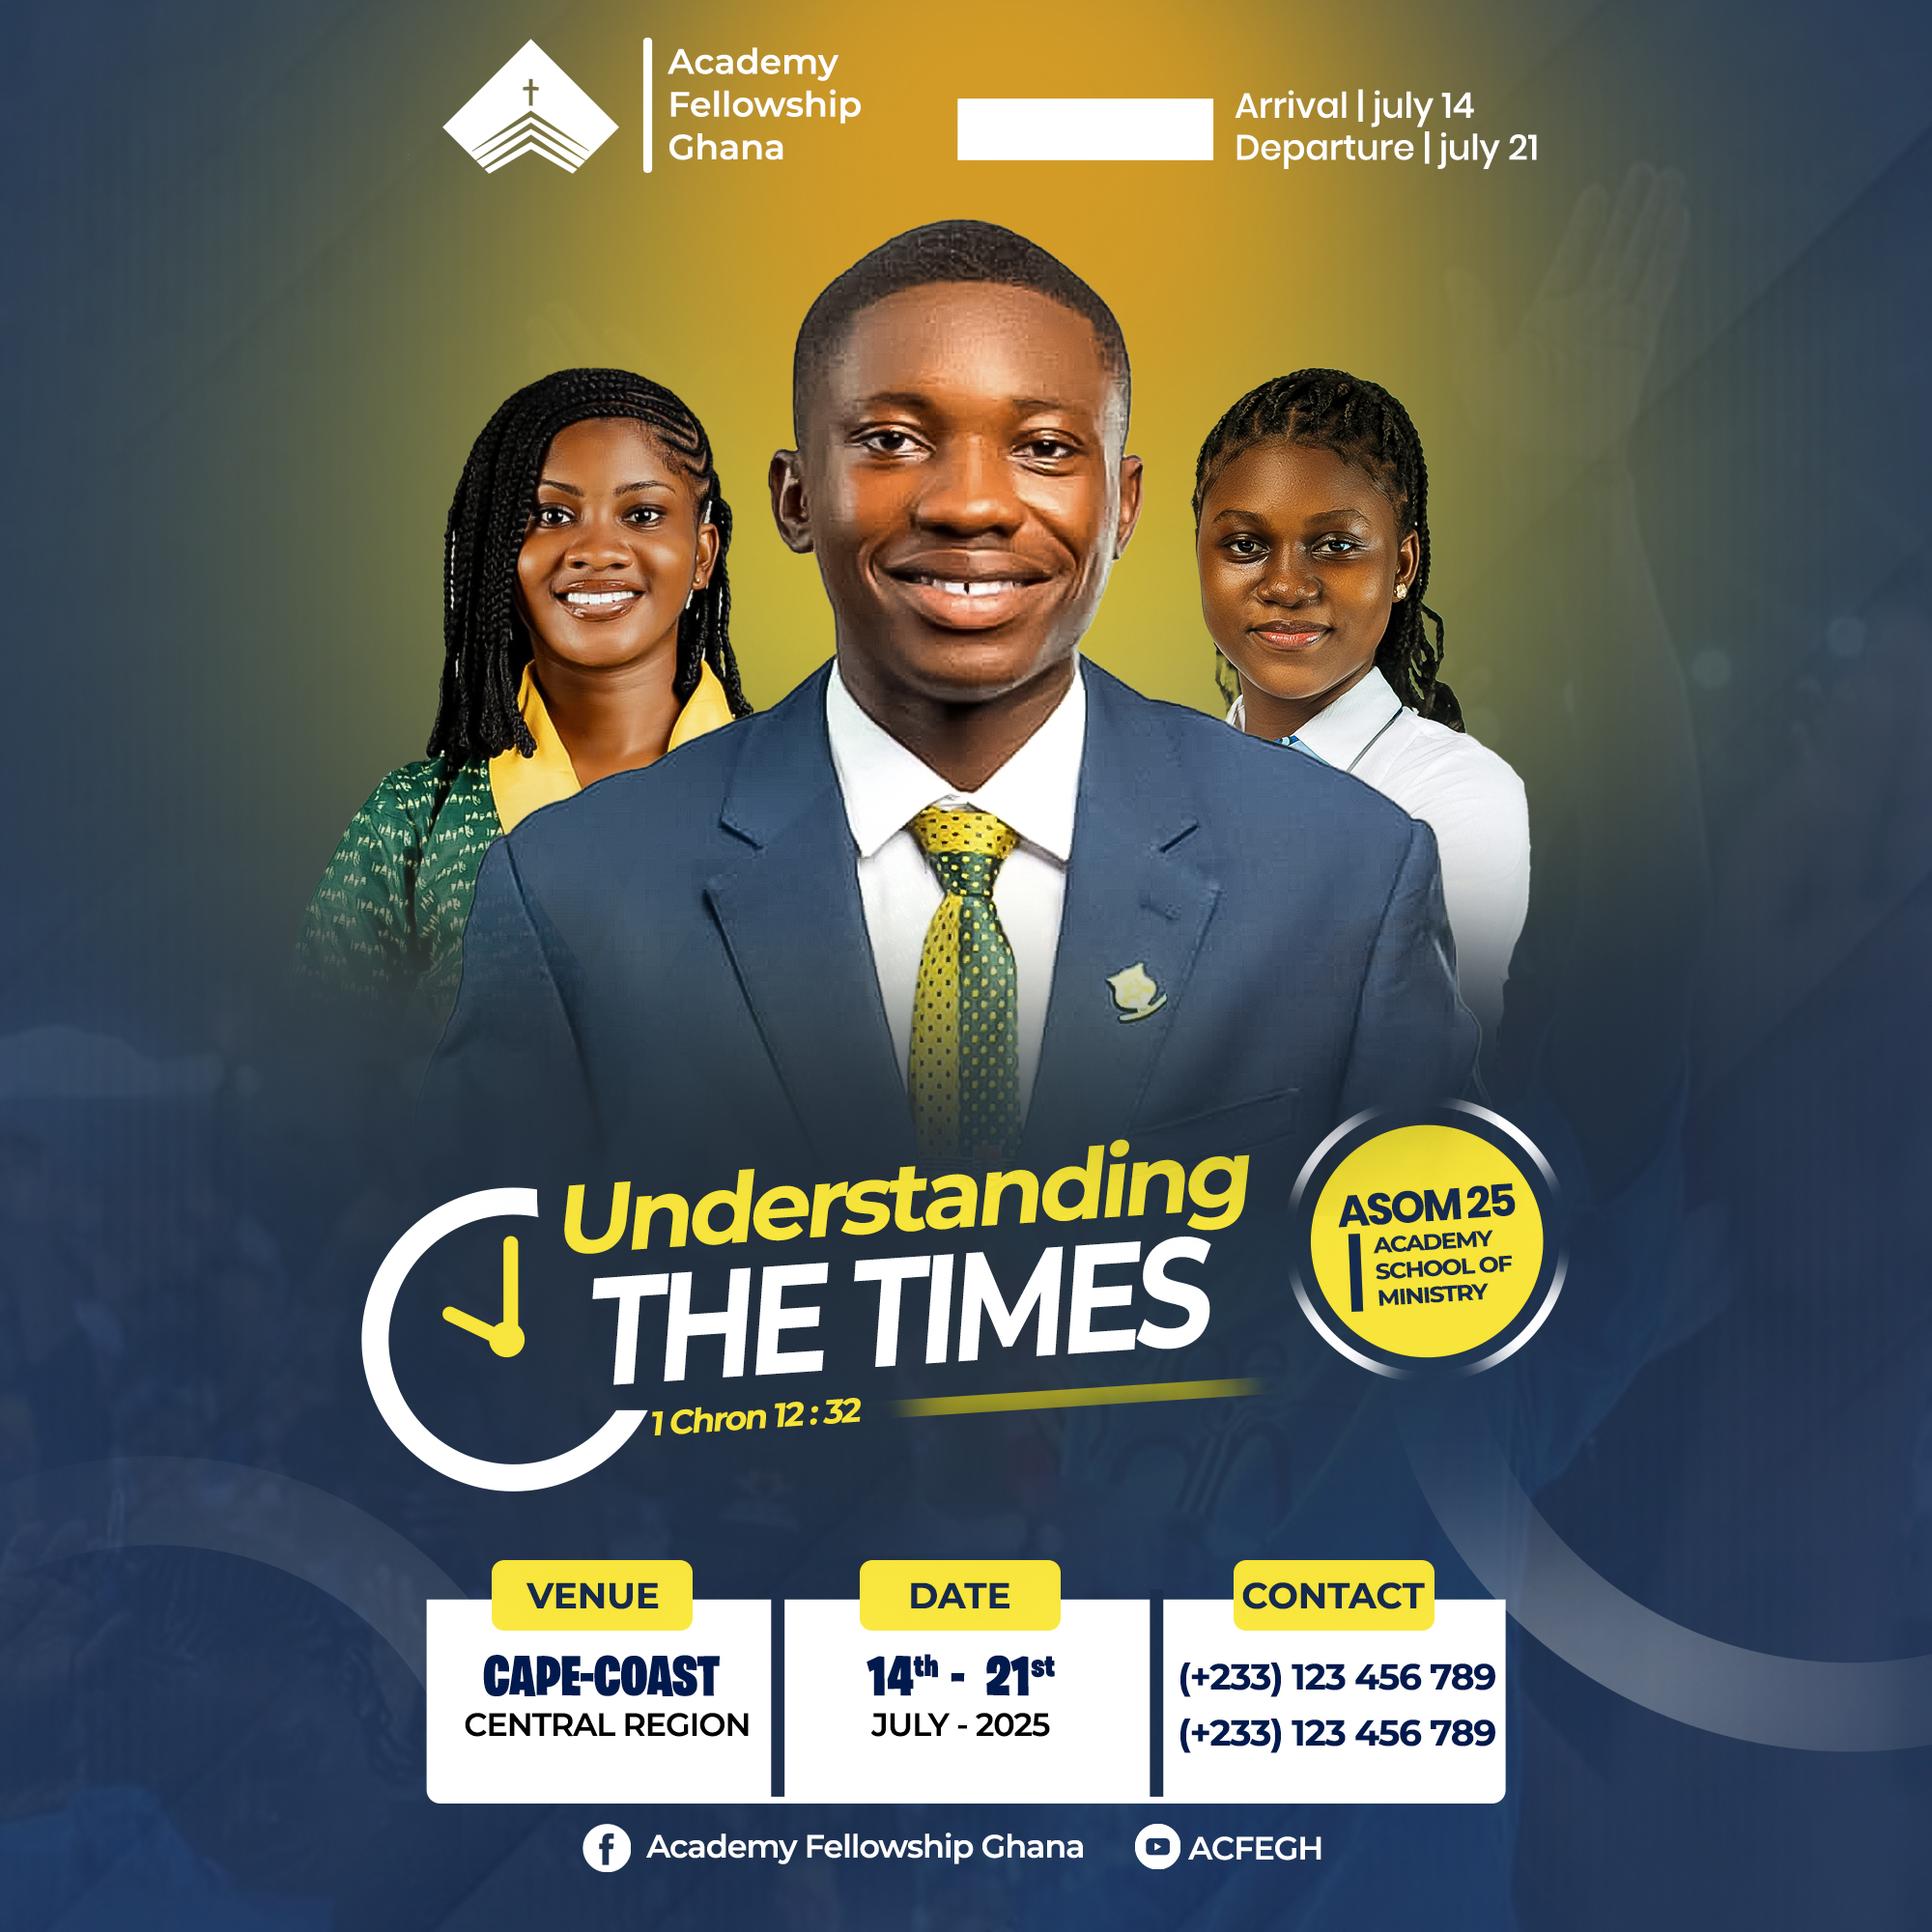 Academy
Fellowship
Ghana
Arrival | july 14
Departure | july 21
Understanding
THE TIMES
1 Chron 12 : 32
ASOM 25
ACADEMY
SCHOOL OF
MINISTRY
VENUE
CAPE-COAST
CENTRAL REGION
DATE
14th - 21st
JULY - 2025
CONTACT
(+233) 123 456 789
(+233) 123 456 789
Academy Fellowship Ghana
ACFEGH